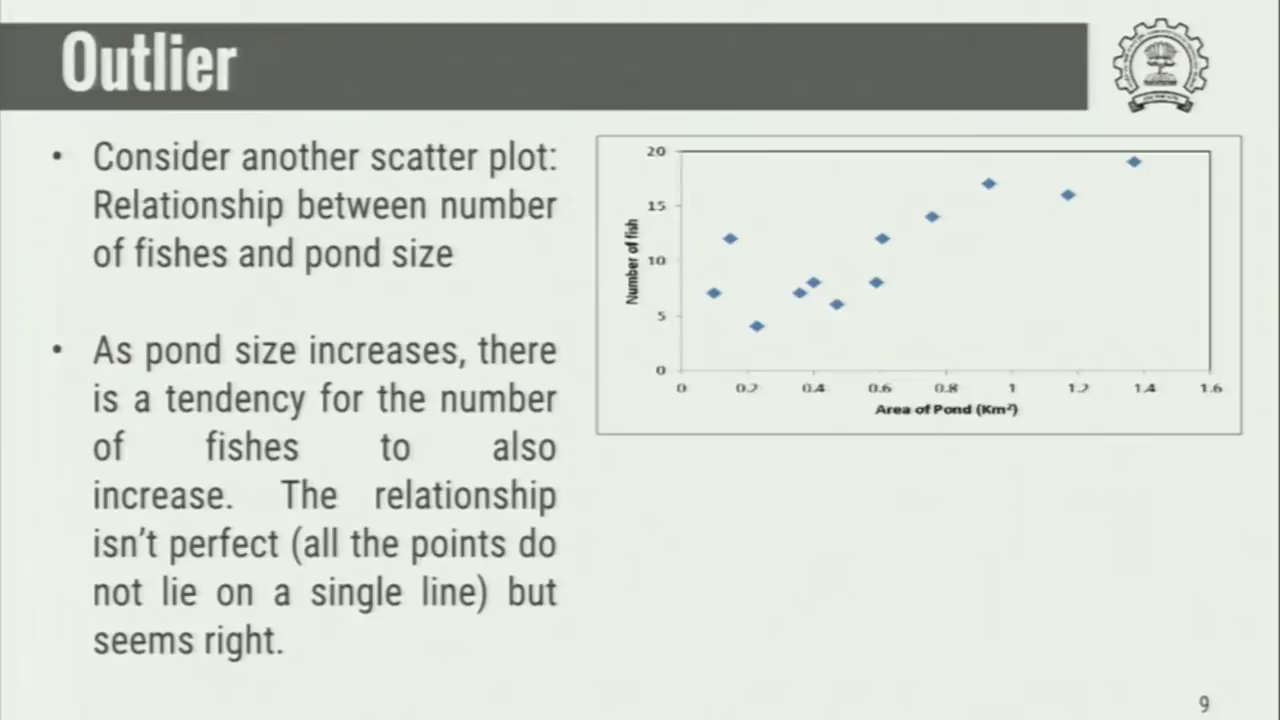 Outlier
• Consider another scatter plot:
Relationship between number
of fishes and pond size
• As pond size increases, there
is a tendency for the number
of fishes to also
increase. The relationship
isn't perfect (all the points do
not lie on a single line) but
seems right.
Number of fish
20
15
10
5
0
0 0.2 0.4 0.6 0.8 1 1.2 1.4 1.6
Area of Pond (Km²)
9